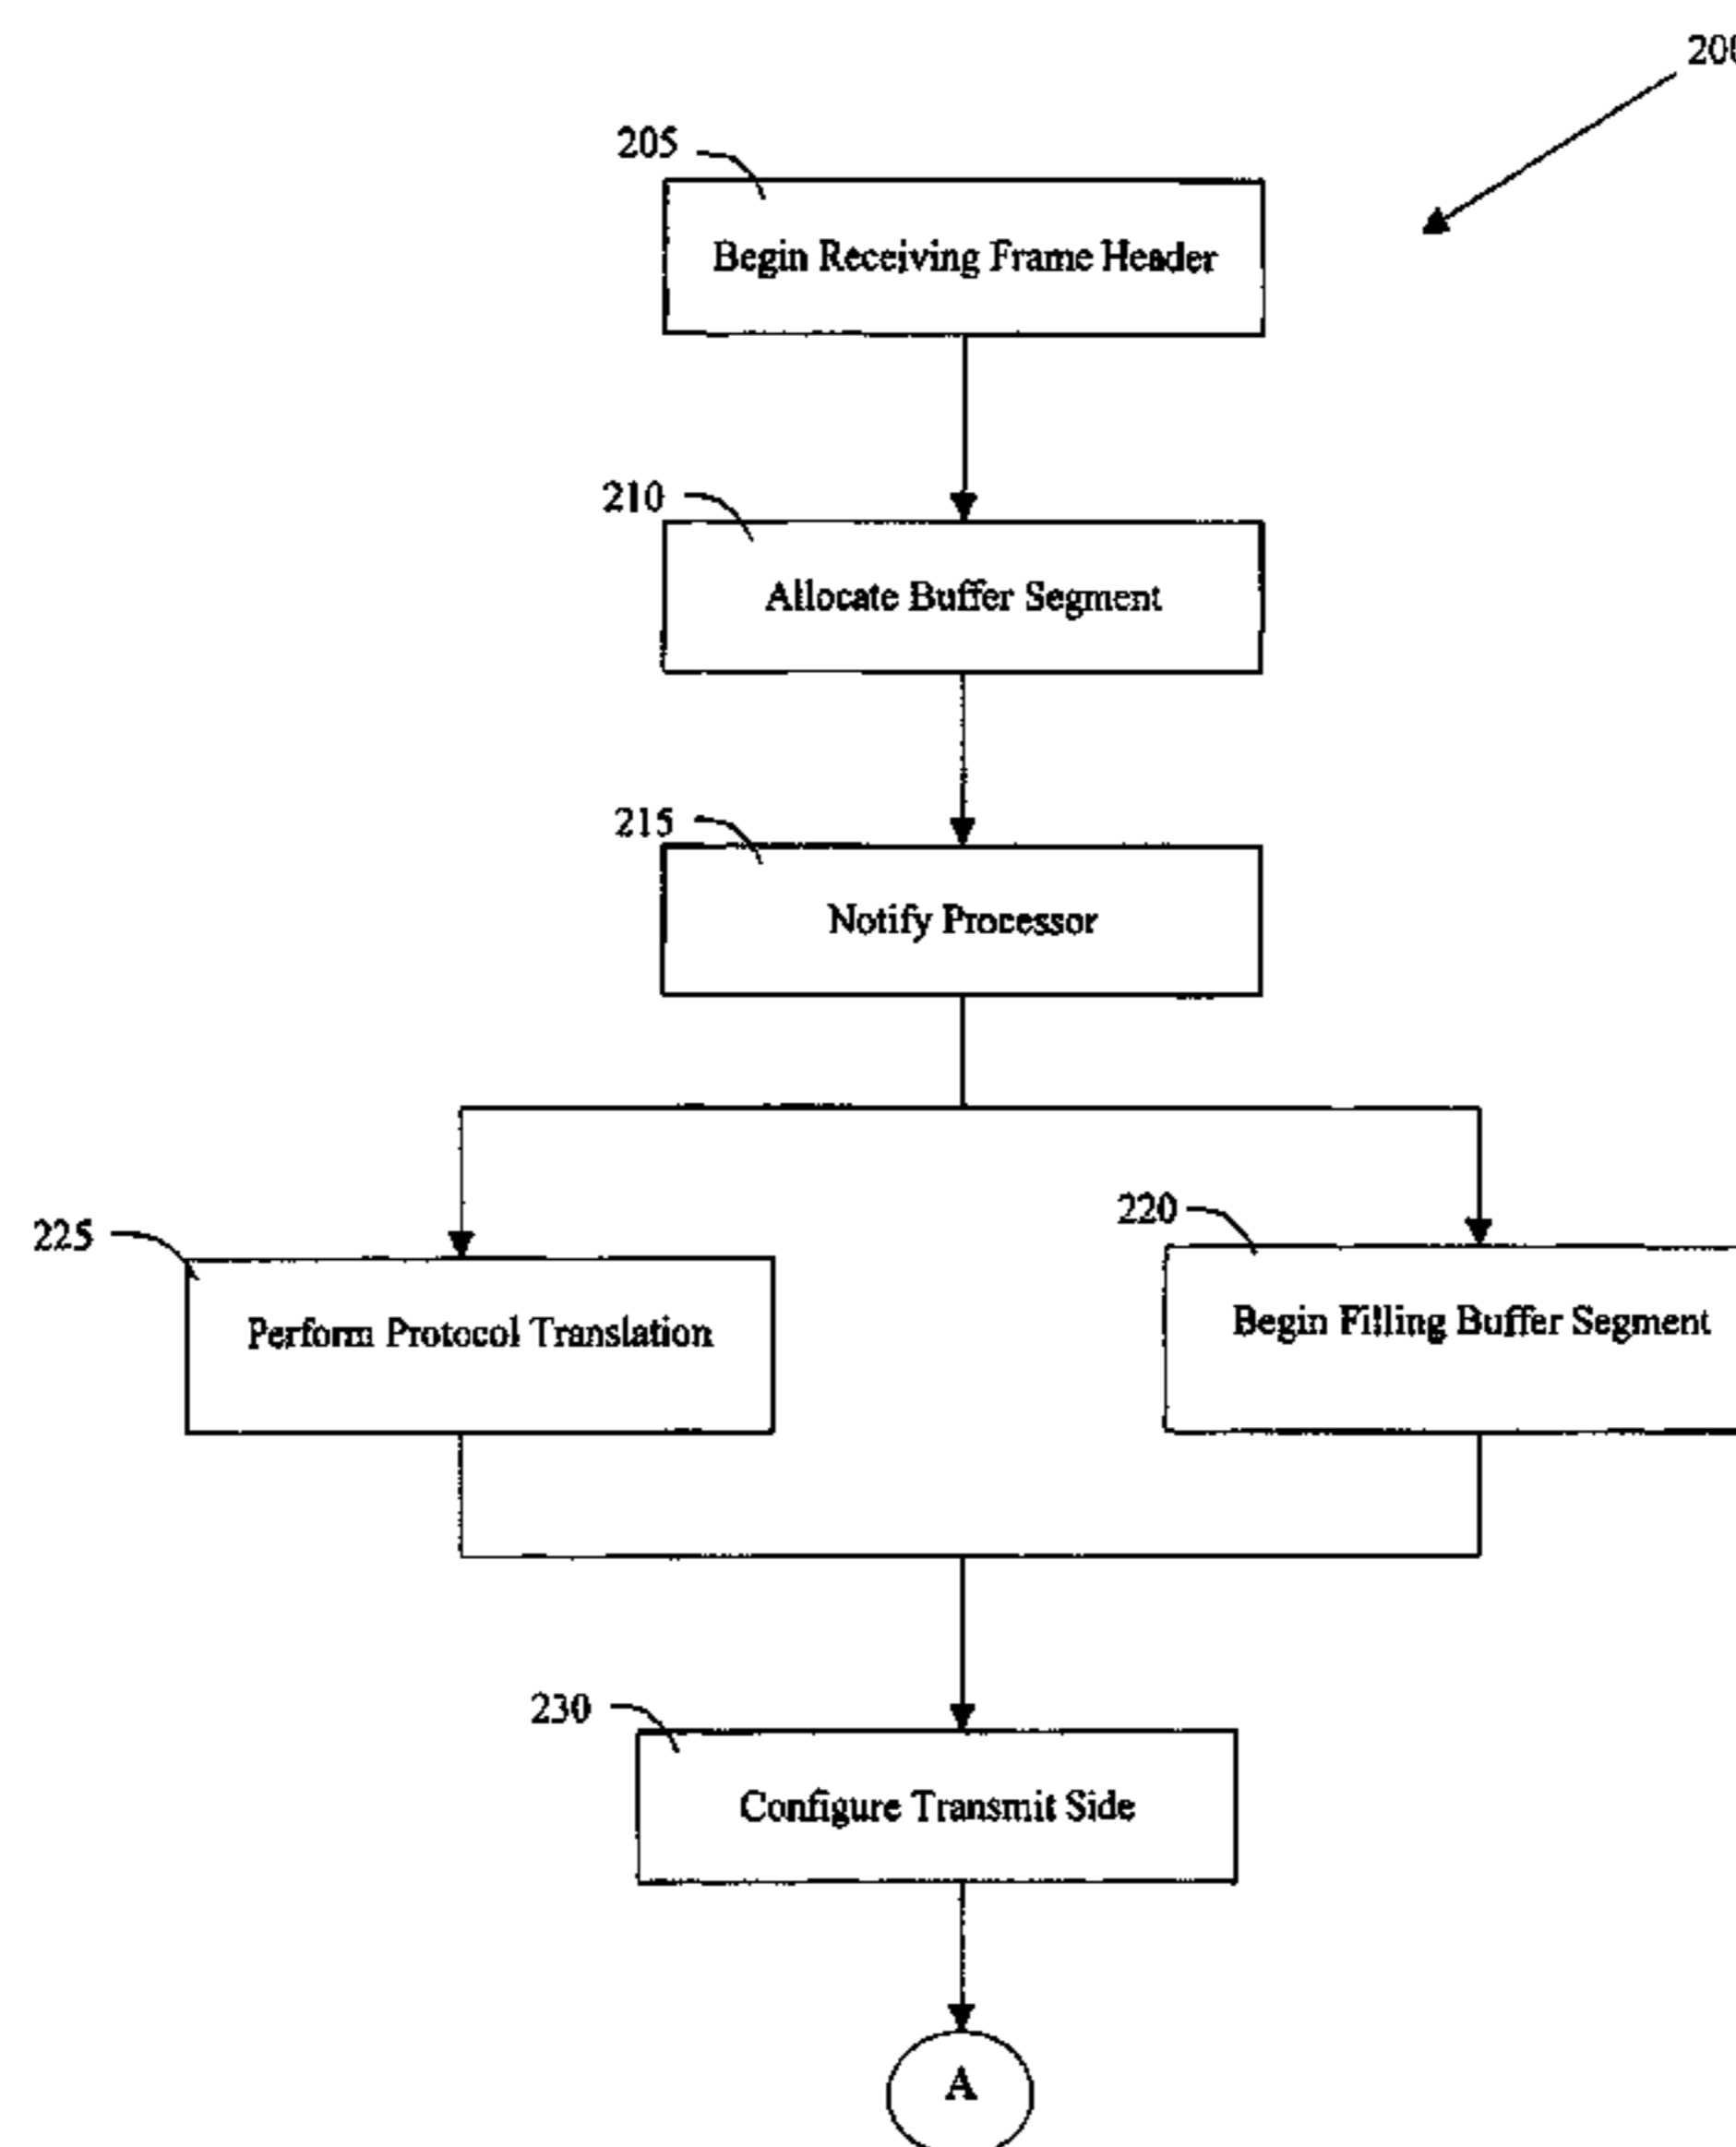 200
205
Begin Receiving Frame Header
210
Allocate Buffer Segment
215
Notify Processor
225
220
Perform Protocol Translation
Begin Filling Buffer Segment
230
Configure Transmit Side
A